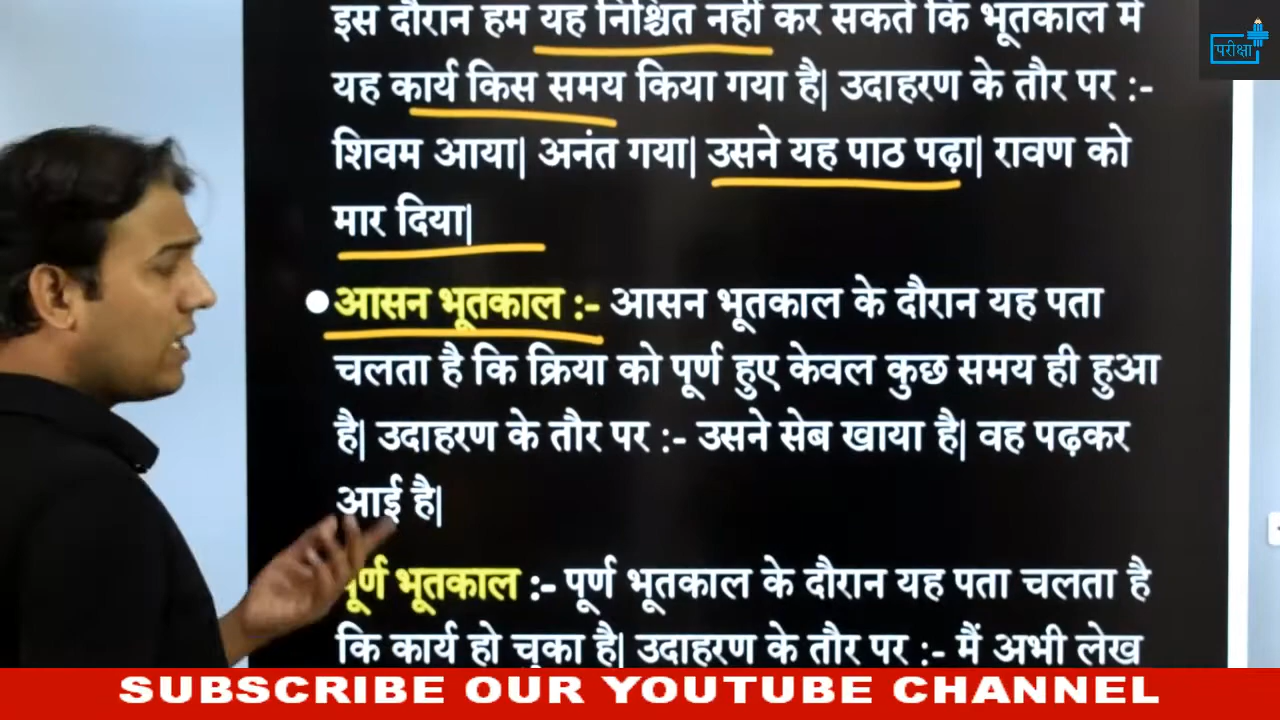 इस दौरान हम यह निश्चित नहीं कर सकते कि भूतकाल में
यह कार्य किस समय किया गया है| उदाहरण के तौर पर :-
शिवम आया| अनंत गया| उसने यह पाठ पढ़ा| रावण को
मार दिया|
आसन भूतकाल :- आसन भूतकाल के दौरान यह पता
चलता है कि क्रिया को पूर्ण हुए केवल कुछ समय ही हुआ
है| उदाहरण के तौर पर :- उसने सेब खाया है| वह पढ़कर
आई है|
पूर्ण भूतकाल :- पूर्ण भूतकाल के दौरान यह पता चलता है
कि कार्य हो चुका है| उदाहरण के तौर पर :- मैं अभी लेख
परीक्षा
SUBSCRIBE OUR YOUTUBE CHANNEL